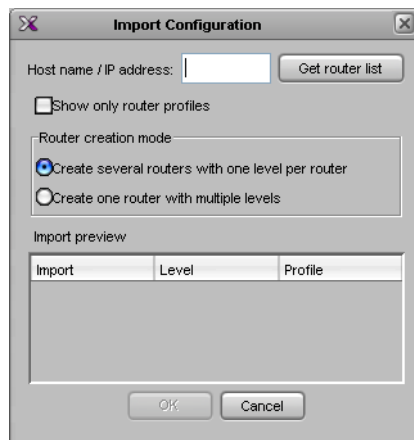 Import Configuration
Host name / IP address: Get router list
Show only router profiles
Router creation mode
Create several routers with one level per router
Create one router with multiple levels
Import preview
Import Level Profile
OK Cancel